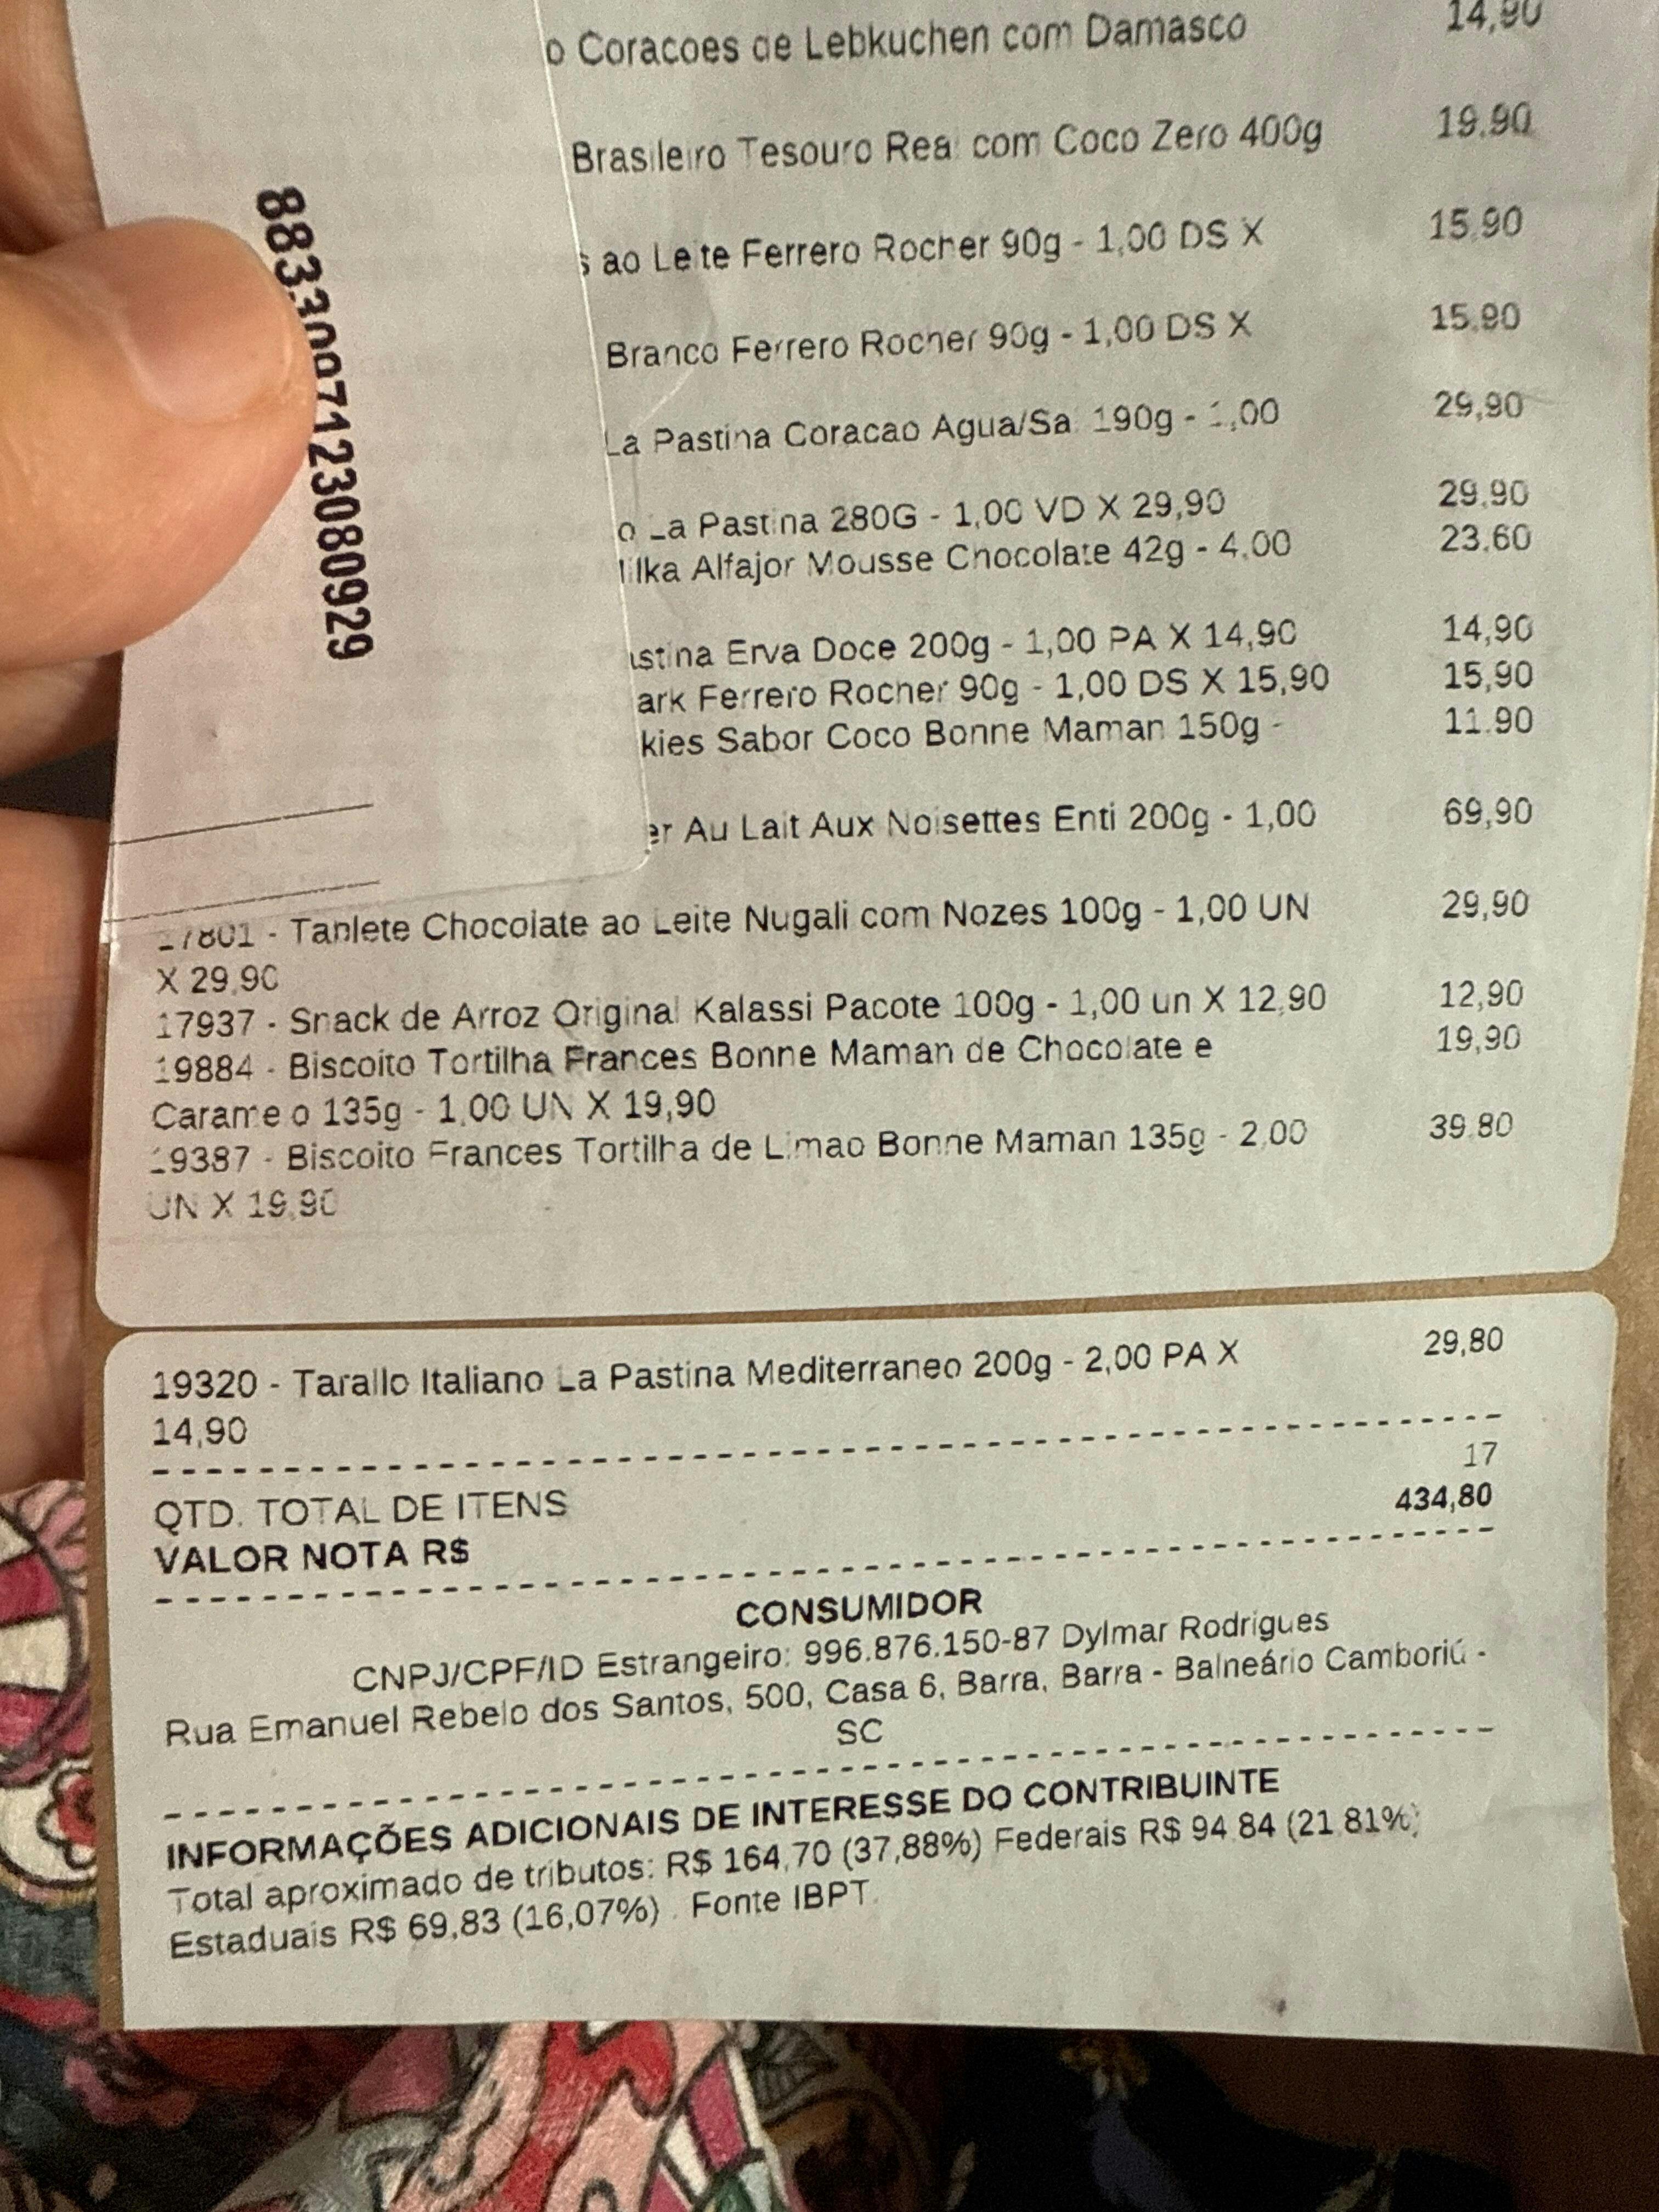 o Coracoes de Lebkuchen com Damasco 14,90
Brasileiro Tesouro Real com Coco Zero 400g 19,90
s ao Leite Ferrero Rocher 90g - 1,00 DS X 15,90
Branco Ferrero Rocher 90g - 1,00 DS X 15,90
La Pastina Coracao Agua/Sal 190g - 1,00 29,90
o La Pastina 280G - 1,00 VD X 29,90 29,90
ilka Alfajor Mousse Chocolate 42g - 4,00 23,60
astina Erva Doce 200g - 1,00 PA X 14,90 14,90
ark Ferrero Rocher 90g - 1,00 DS X 15,90 15,90
kies Sabor Coco Bonne Maman 150g - 11,90
er Au Lait Aux Noisettes Enti 200g - 1,00 69,90
17801 - Tablete Chocolate ao Leite Nugali com Nozes 100g - 1,00 UN 29,90
X 29,90
17937 - Snack de Arroz Original Kalassi Pacote 100g - 1,00 un X 12,90 12,90
19884 - Biscoito Tortilha Frances Bonne Maman de Chocolate e 19,90
Caramelo 135g - 1,00 UN X 19,90
19387 - Biscoito Frances Tortilha de Limao Bonne Maman 135g - 2,00 39,80
UN X 19,90
19320 - Tarallo Italiano La Pastina Mediterraneo 200g - 2,00 PA X 29,80
14,90
QTD. TOTAL DE ITENS 17
VALOR NOTA R$ 434,80
CONSUMIDOR
CNPJ/CPF/ID Estrangeiro: 996.876.150-87 Dylmar Rodrigues
Rua Emanuel Rebelo dos Santos, 500, Casa 6, Barra, Barra - Balneário Camboriú -
SC
INFORMAÇÕES ADICIONAIS DE INTERESSE DO CONTRIBUINTE
Total aproximado de tributos: R$ 164,70 (37,88%) Federais R$ 94,84 (21,81%)
Estaduais R$ 69,83 (16,07%) . Fonte IBPT.